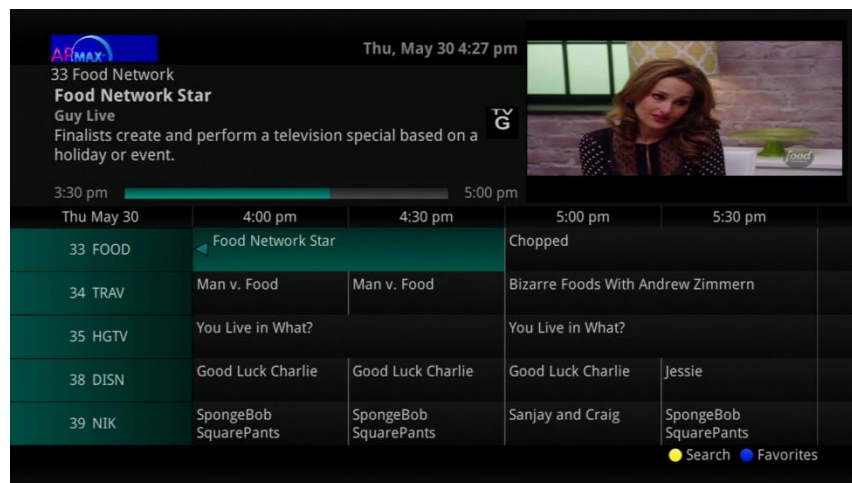 APMAX
Thu, May 30 4:27 pm
33 Food Network
Food Network Star
Guy Live
TV
G
Finalists create and perform a television special based on a
holiday or event.
food
3:30 pm 5:00 pm
Thu May 30 4:00 pm 4:30 pm 5:00 pm 5:30 pm
33 FOOD Food Network Star Chopped
34 TRAV Man v. Food Man v. Food Bizarre Foods With Andrew Zimmern
35 HGTV You Live in What? You Live in What?
38 DISN Good Luck Charlie Good Luck Charlie Good Luck Charlie Jessie
39 NIK SpongeBob SpongeBob Sanjay and Craig SpongeBob
SquarePants SquarePants SquarePants
Search Favorites